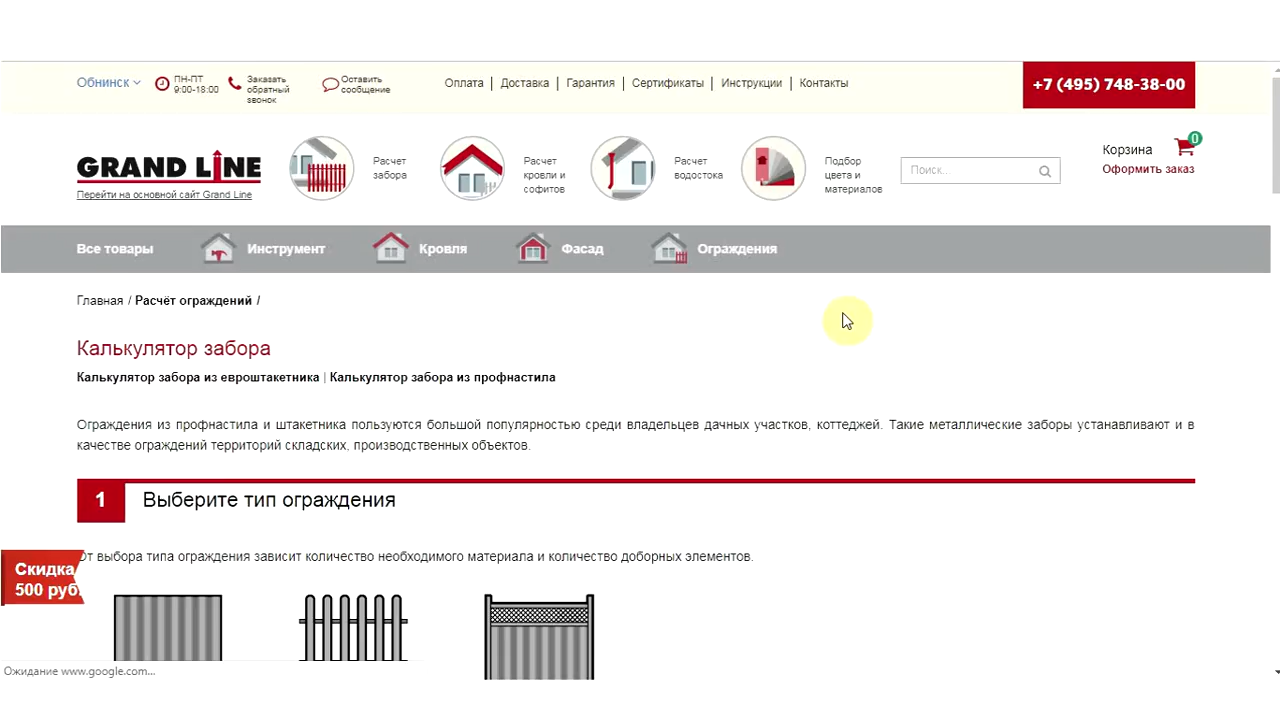 Обнинск
ПН-ПТ
9:00-18:00
Заказать
обратный
звонок
Оставить
сообщение
Оплата | Доставка | Гарантия | Сертификаты | Инструкции | Контакты
+7 (495) 748-38-00
GRAND LINE
Перейти на основной сайт Grand Line
Расчет
забора
Расчет
кровли и
софитов
Расчет
водостока
Подбор
цвета и
материалов
Поиск...
Корзина
0
Оформить заказ
Все товары
Инструмент
Кровля
Фасад
Ограждения
Главная / Расчёт ограждений /
Калькулятор забора
Калькулятор забора из евроштакетника | Калькулятор забора из профнастила
Ограждения из профнастила и штакетника пользуются большой популярностью среди владельцев дачных участков, коттеджей. Такие металлические заборы устанавливают и в
качестве ограждений территорий складских, производственных объектов.
1
Выберите тип ограждения
От выбора типа ограждения зависит количество необходимого материала и количество доборных элементов.
Скидка
500 руб.
Ожидание www.google.com...